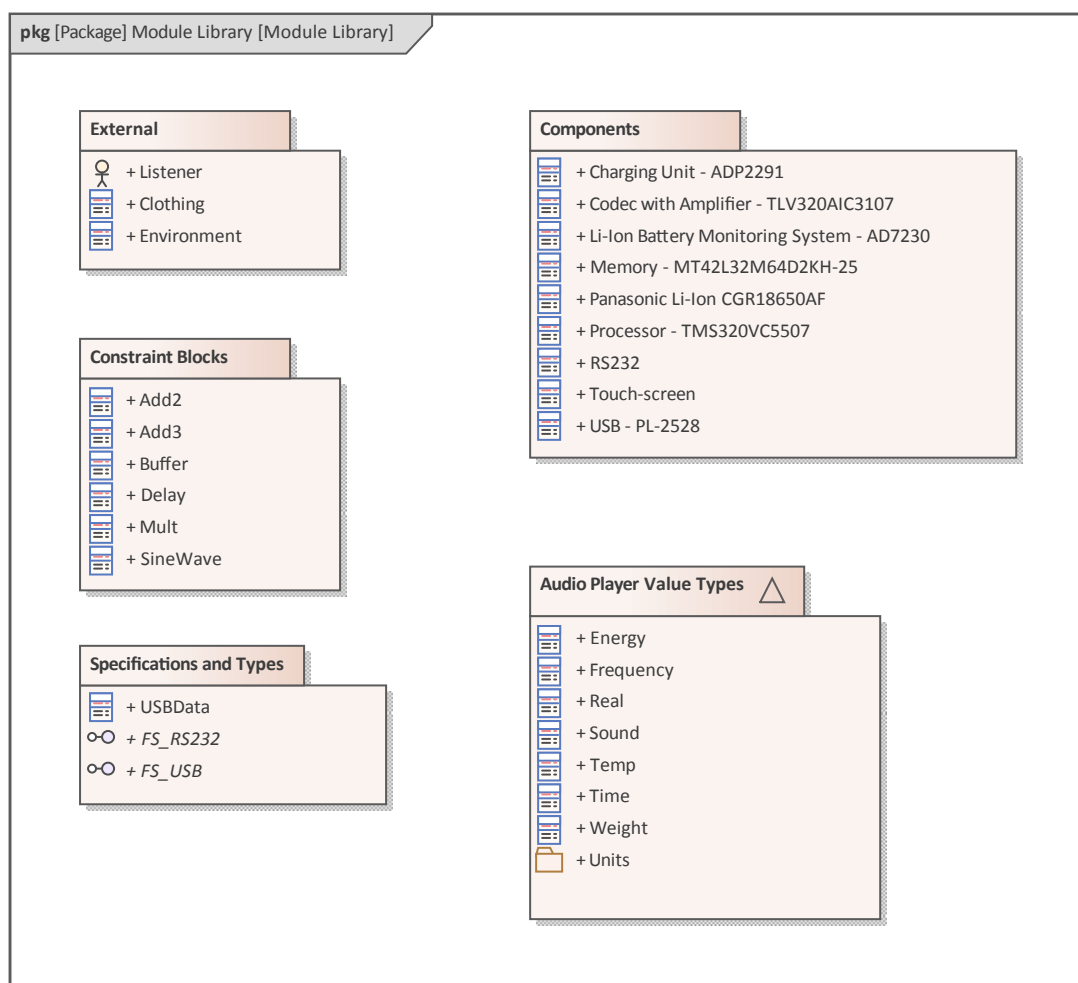 pkg [Package] Module Library [Module Library]
External
+ Listener
+ Clothing
+ Environment
Constraint Blocks
+ Add2
+ Add3
+ Buffer
+ Delay
+ Mult
+ SineWave
Specifications and Types
+ USBData
+ FS_RS232
+ FS_USB
Components
+ Charging Unit - ADP2291
+ Codec with Amplifier - TLV320AIC3107
+ Li-Ion Battery Monitoring System - AD7230
+ Memory - MT42L32M64D2KH-25
+ Panasonic Li-Ion CGR18650AF
+ Processor - TMS320VC5507
+ RS232
+ Touch-screen
+ USB - PL-2528
Audio Player Value Types
+ Energy
+ Frequency
+ Real
+ Sound
+ Temp
+ Time
+ Weight
+ Units